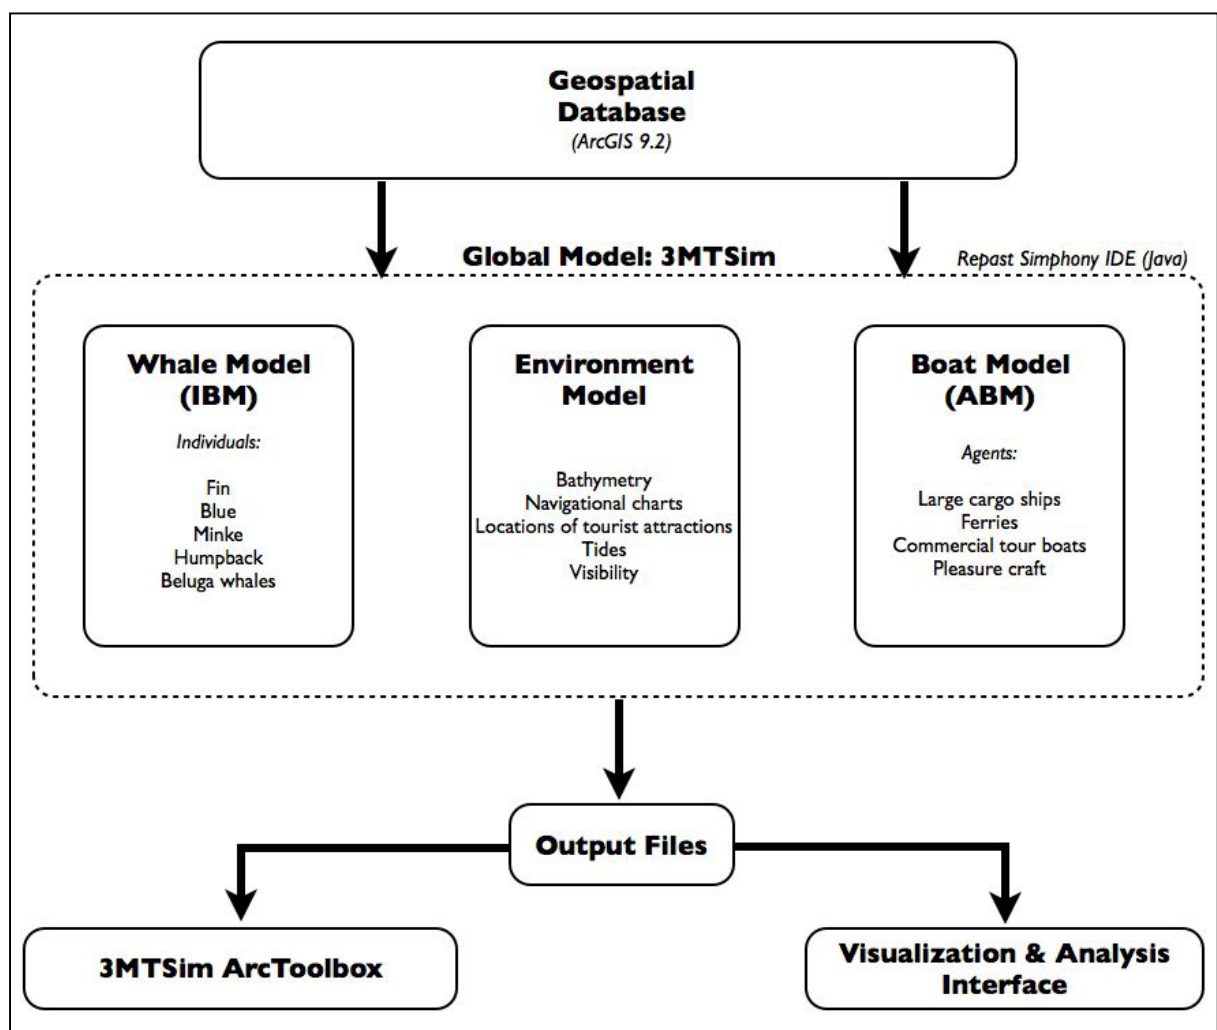 Geospatial
Database
(ArcGIS 9.2)
Global Model: 3MTSim
Repast Simphony IDE (Java)
Whale Model
(IBM)
Individuals:
Fin
Blue
Minke
Humpback
Beluga whales
Environment
Model
Bathymetry
Navigational charts
Locations of tourist attractions
Tides
Visibility
Boat Model
(ABM)
Agents:
Large cargo ships
Ferries
Commercial tour boats
Pleasure craft
Output Files
3MTSim ArcToolbox
Visualization & Analysis
Interface